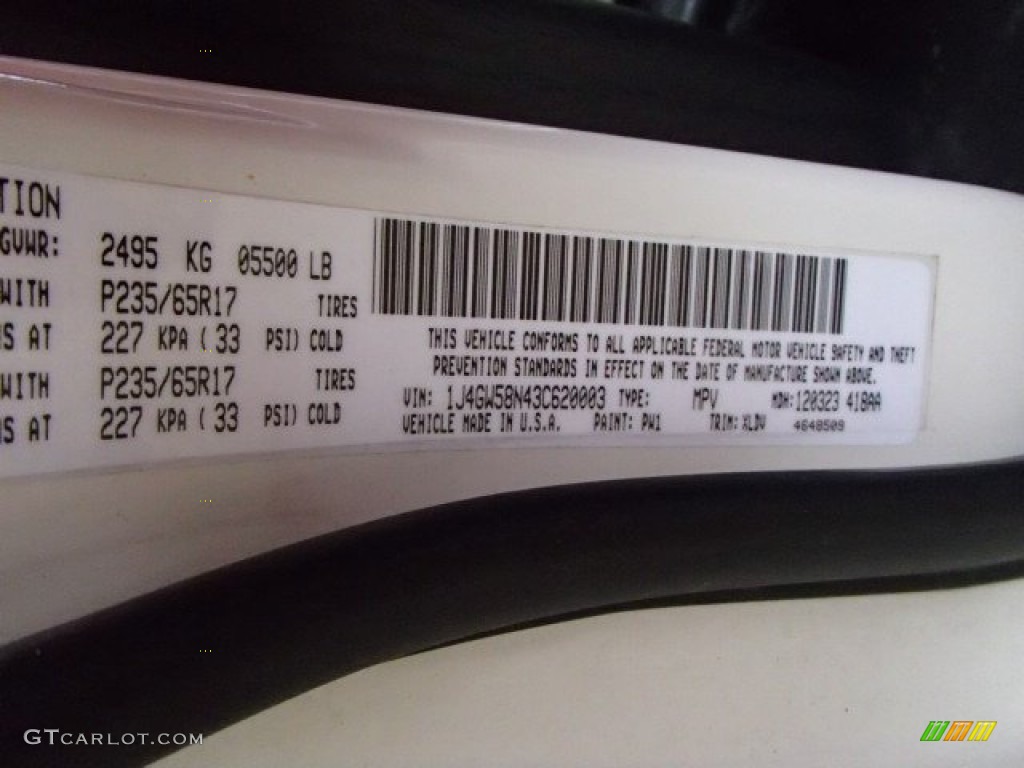 TION
GVWR: 2495 KG 05500 LB
WITH P235/65R17 TIRES
S AT 227 KPA ( 33 PSI) COLD
WITH P235/65R17 TIRES
S AT 227 KPA ( 33 PSI) COLD
THIS VEHICLE CONFORMS TO ALL APPLICABLE FEDERAL MOTOR VEHICLE SAFETY AND THEFT
PREVENTION STANDARDS IN EFFECT ON THE DATE OF MANUFACTURE SHOWN ABOVE.
VIN: 1J4GW58N43C620003 TYPE: MPV MDH: 120323 418AA
VEHICLE MADE IN U.S.A. PAINT: PW1 TRIM: XLDV 4648509
GTCARLOT.COM